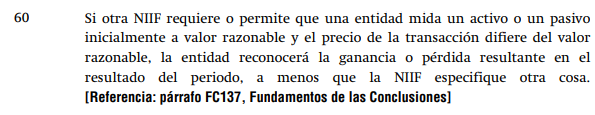 60 Si otra NIIF requiere o permite que una entidad mida un activo o un pasivo
inicialmente a valor razonable y el precio de la transacción difiere del valor
razonable, la entidad reconocerá la ganancia o pérdida resultante en el
resultado del periodo, a menos que la NIIF especifique otra cosa.
[Referencia: párrafo FC137, Fundamentos de las Conclusiones]